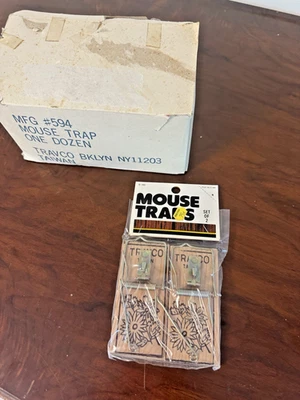 MFG #594
MOUSE TRAP
ONE DOZEN
TRAVCO BKLYN NY11203
TAIWAN
MOUSE
TRAPS
SET
OF
2
TRAVCO
TRAVCO